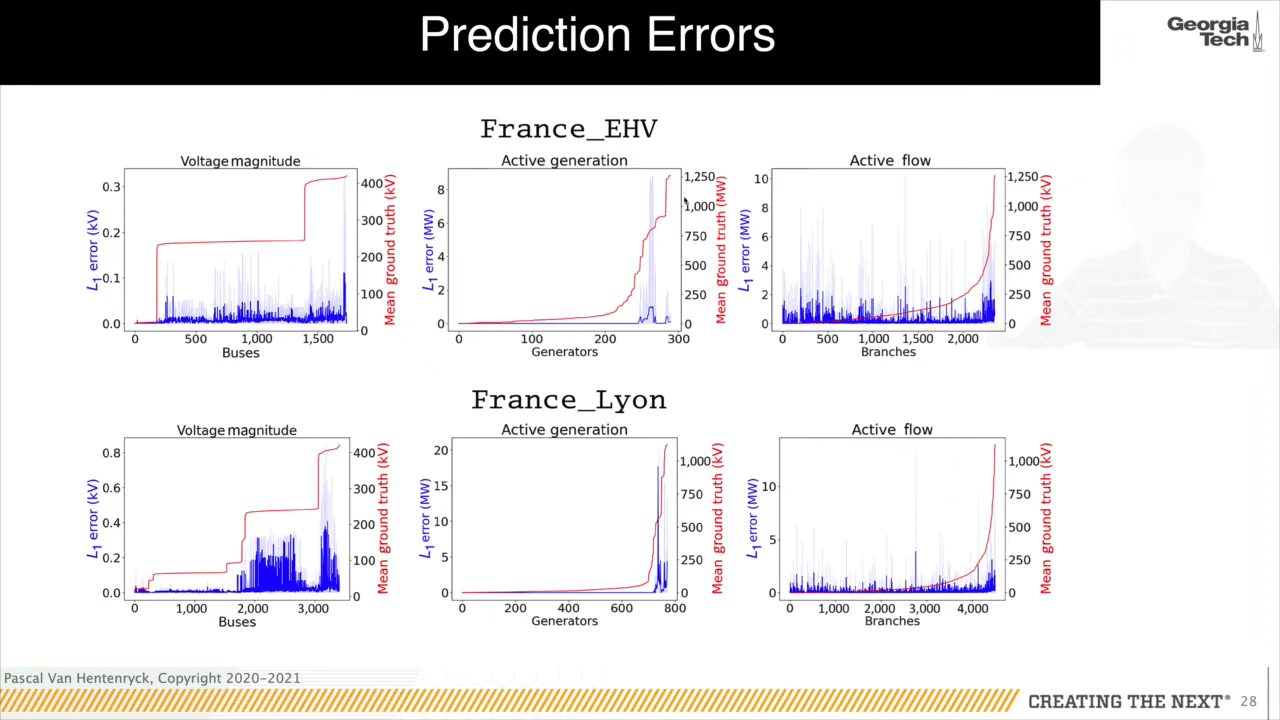 Prediction Errors
Georgia
Tech
France_EHV
Voltage magnitude
L1 error (kV)
0.3
0.2
0.1
0.0
400
300
200
100
0
Mean ground truth (kV)
0 500 1,000 1,500
Buses
Active generation
L1 error (MW)
8
6
4
2
0
1,250
1,000
750
500
250
0
Mean ground truth (MW)
0 100 200 300
Generators
Active flow
L1 error (MW)
10
8
6
4
2
0
1,250
1,000
750
500
250
0
Mean ground truth (kV)
0 500 1,000 1,500 2,000
Branches
France_Lyon
Voltage magnitude
L1 error (kV)
0.8
0.6
0.4
0.2
0.0
400
300
200
100
0
Mean ground truth (kV)
0 1,000 2,000 3,000
Buses
Active generation
L1 error (MW)
20
15
10
5
0
1,000
750
500
250
0
Mean ground truth (kV)
0 200 400 600 800
Generators
Active flow
L1 error (MW)
10
5
0
1,000
750
500
250
0
Mean ground truth (kV)
0 1,000 2,000 3,000 4,000
Branches
Pascal Van Hentenryck, Copyright 2020-2021
CREATING THE NEXT® 28